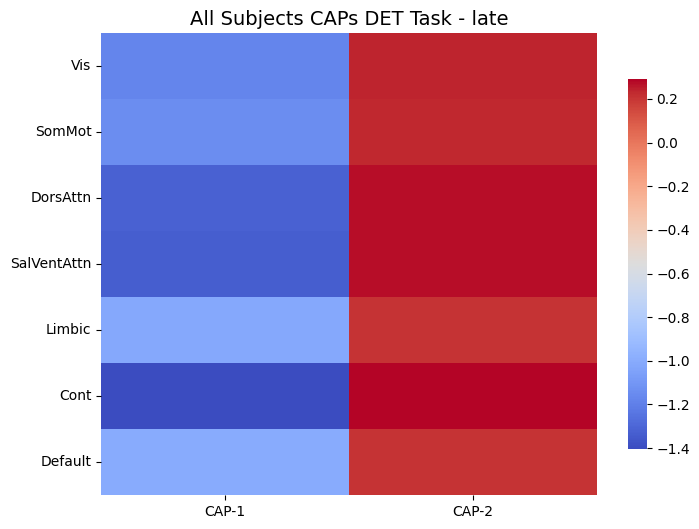 All Subjects CAPs DET Task - late
Vis
SomMot
DorsAttn
SalVentAttn
Limbic
Cont
Default
CAP-1
CAP-2
0.2
0.0
−0.2
−0.4
−0.6
−0.8
−1.0
−1.2
−1.4